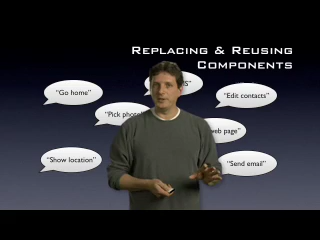 REPLACING & REUSING
COMPONENTS
"Go home"
"Edit contacts"
"Pick photo
web page"
"Show location"
"Send email"